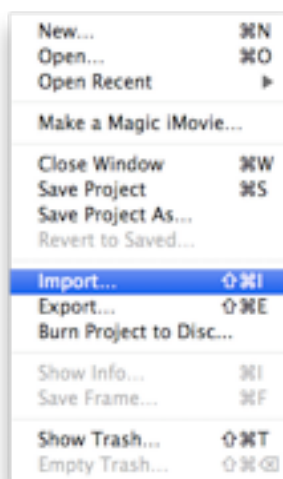 New... ⌘N
Open... ⌘O
Open Recent ▶
Make a Magic iMovie...
Close Window ⌘W
Save Project ⌘S
Save Project As...
Revert to Saved...
Import... ⇧⌘I
Export... ⇧⌘E
Burn Project to Disc...
Show Info... ⌘I
Save Frame... ⌘F
Show Trash... ⇧⌘T
Empty Trash... ⇧⌘⌫